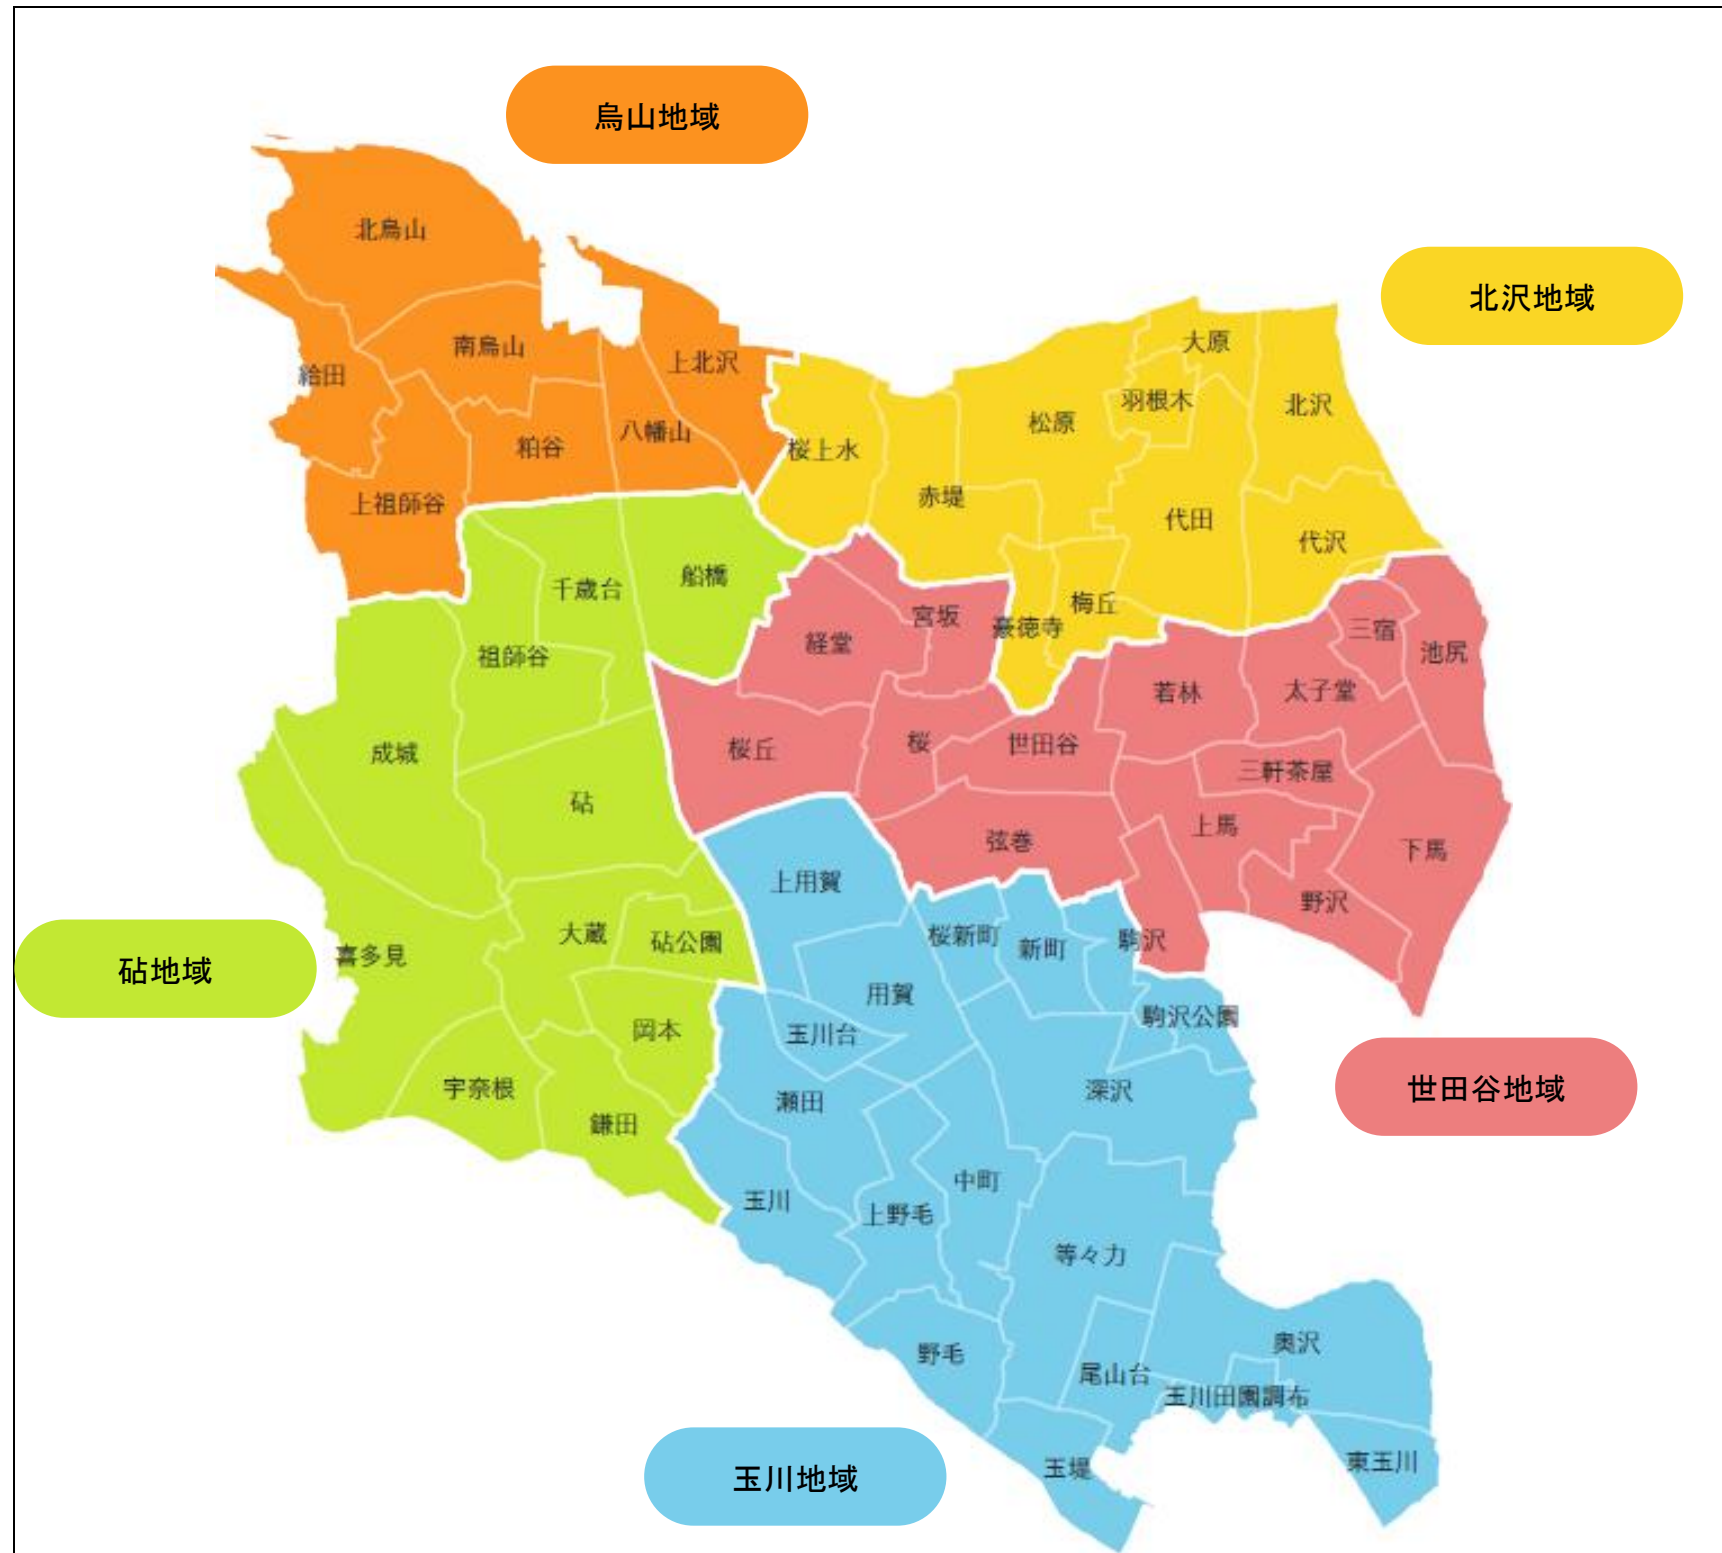 烏山地域
北烏山
北沢地域
大原
南烏山
上北沢
給田
羽根木
北沢
松原
八幡山
粕谷
桜上水
赤堤
上祖師谷
代田
代沢
船橋
千歳台
梅丘
宮坂
豪徳寺
三宿
経堂
池尻
祖師谷
若林
太子堂
桜
世田谷
桜丘
成城
三軒茶屋
砧
上馬
弦巻
下馬
上用賀
野沢
大蔵
砧公園
桜新町
新町
駒沢
喜多見
砧地域
用賀
駒沢公園
岡本
玉川台
宇奈根
世田谷地域
深沢
瀬田
鎌田
中町
玉川
上野毛
等々力
奥沢
野毛
尾山台
玉川田園調布
東玉川
玉堤
玉川地域